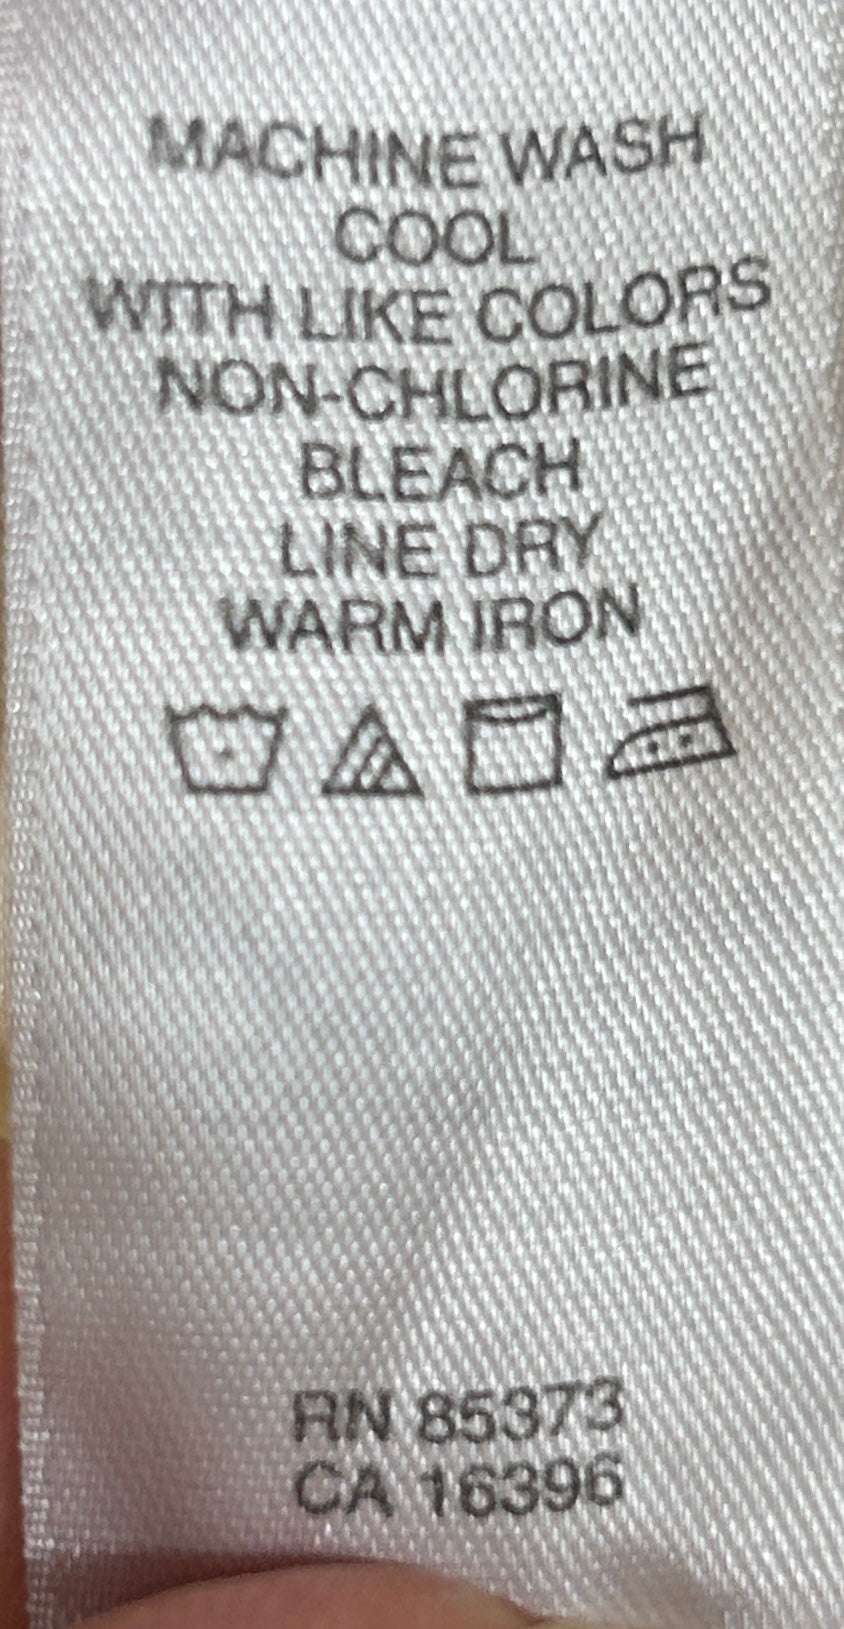 MACHINE WASH
COOL
WITH LIKE COLORS
NON-CHLORINE
BLEACH
LINE DRY
WARM IRON
RN 85373
CA 16396